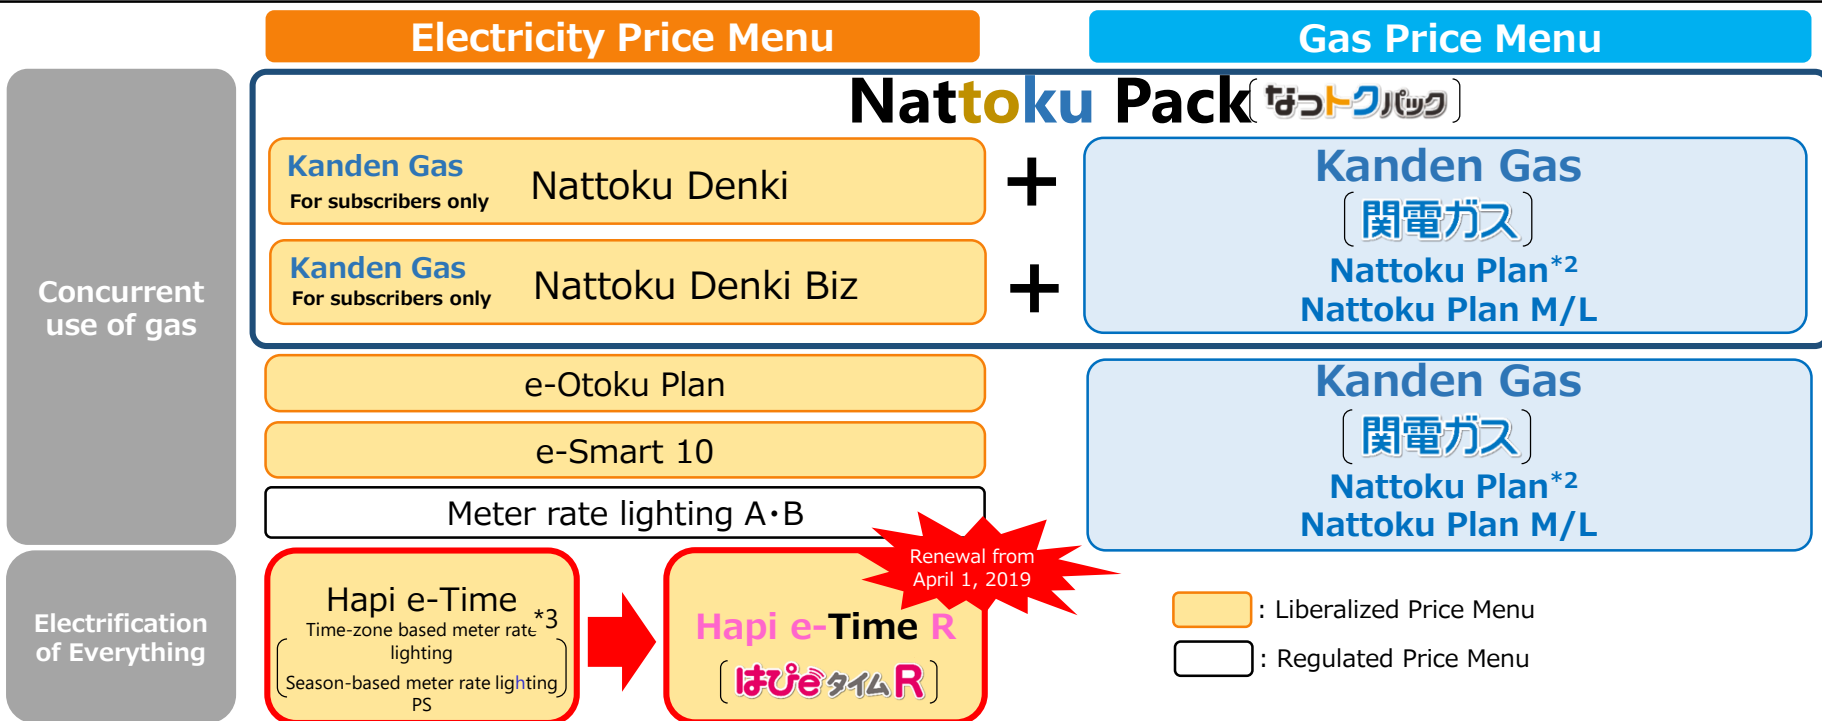 Electricity Price Menu
Gas Price Menu
Nattoku Pack なっトクパック
Concurrent
use of gas
Kanden Gas
For subscribers only
Nattoku Denki
+
Kanden Gas
For subscribers only
Nattoku Denki Biz
+
Kanden Gas
関電ガス
Nattoku Plan*2
Nattoku Plan M/L
e-Otoku Plan
e-Smart 10
Meter rate lighting A・B
Kanden Gas
関電ガス
Nattoku Plan*2
Nattoku Plan M/L
Electrification
of Everything
Hapi e-Time
*3
Time-zone based meter rate
lighting
Season-based meter rate lighting
PS
Renewal from
April 1, 2019
Hapi e-Time R
はぴeタイムR
: Liberalized Price Menu
: Regulated Price Menu